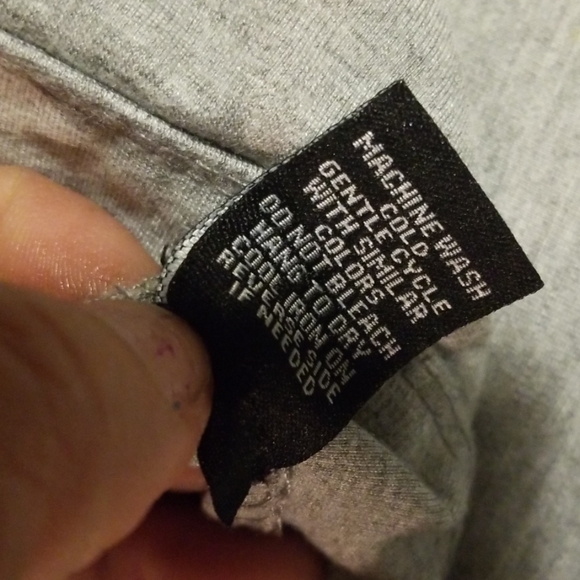 MACHINE WASH
COLD
GENTLE CYCLE
WITH SIMILAR
COLORS
DO NOT BLEACH
HANG TO DRY
COOL IRON ON
REVERSE SIDE
IF NEEDED